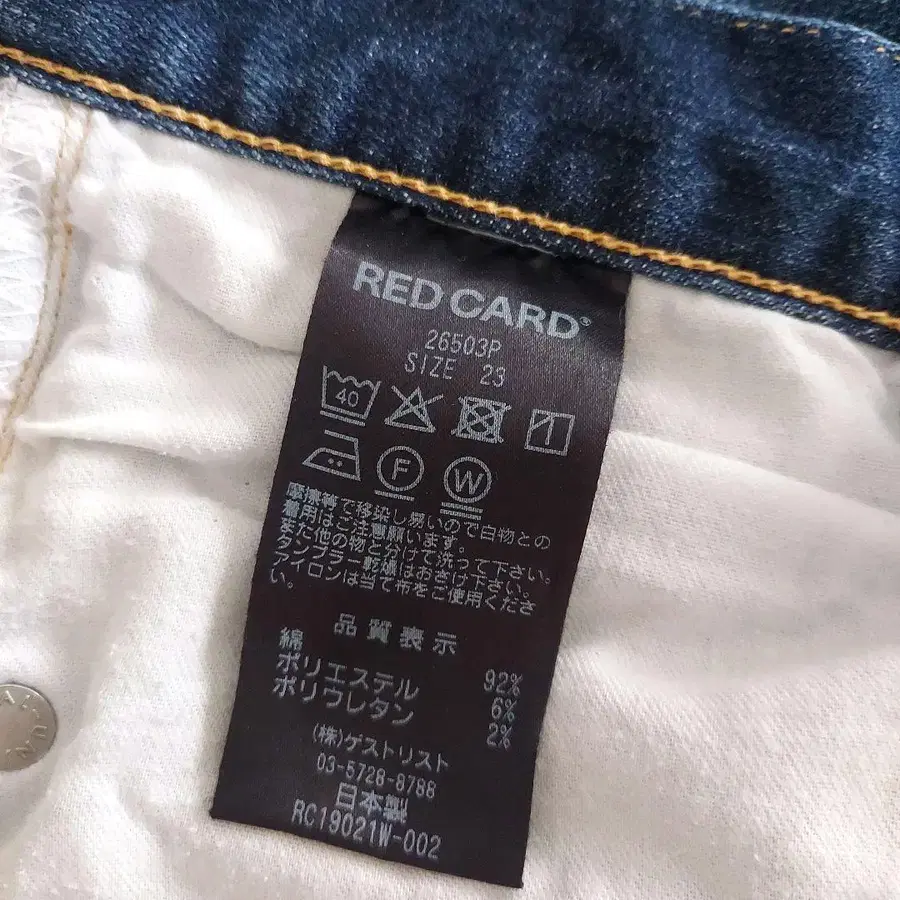 RED CARD®
26503P
SIZE 23
40
F W
摩擦等で移染し易いので白物との
着用はご注意願います。
また他の物と分けて洗って下さい。
タンブラー乾燥はおさけ下さい。
アイロンは当て布をご使用くださ
い。
品質表示
綿 92%
ポリエステル 6%
ポリウレタン 2%
(株)ゲストリスト
03-5728-8788
日本製
RC19021W-002